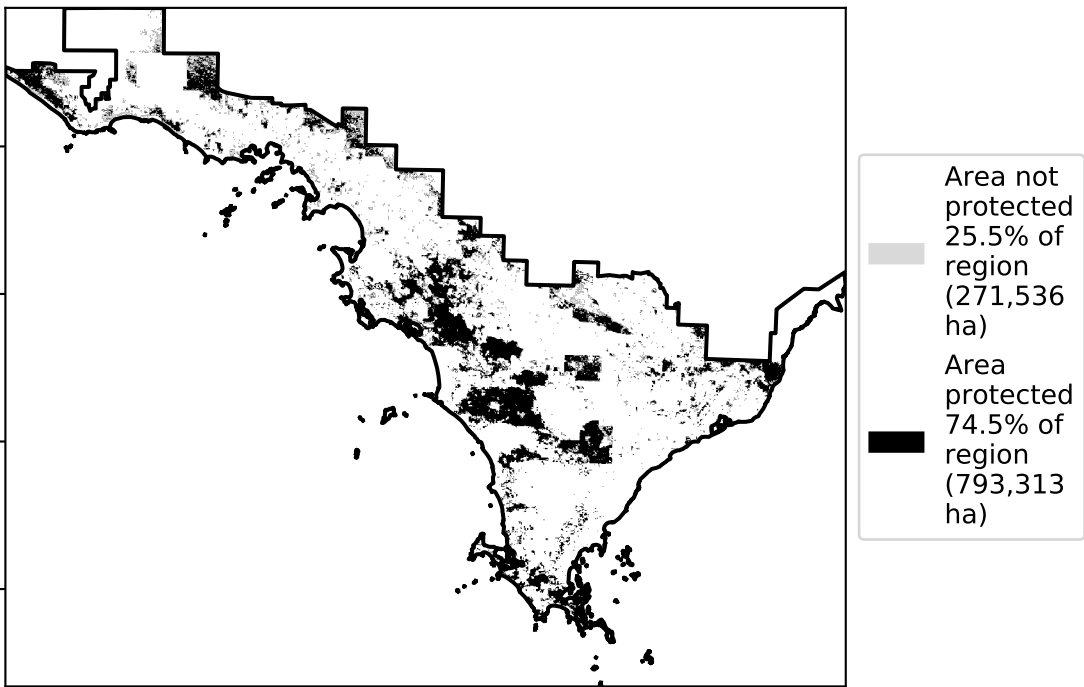 Area not
protected
25.5% of
region
(271,536
ha)
Area
protected
74.5% of
region
(793,313
ha)